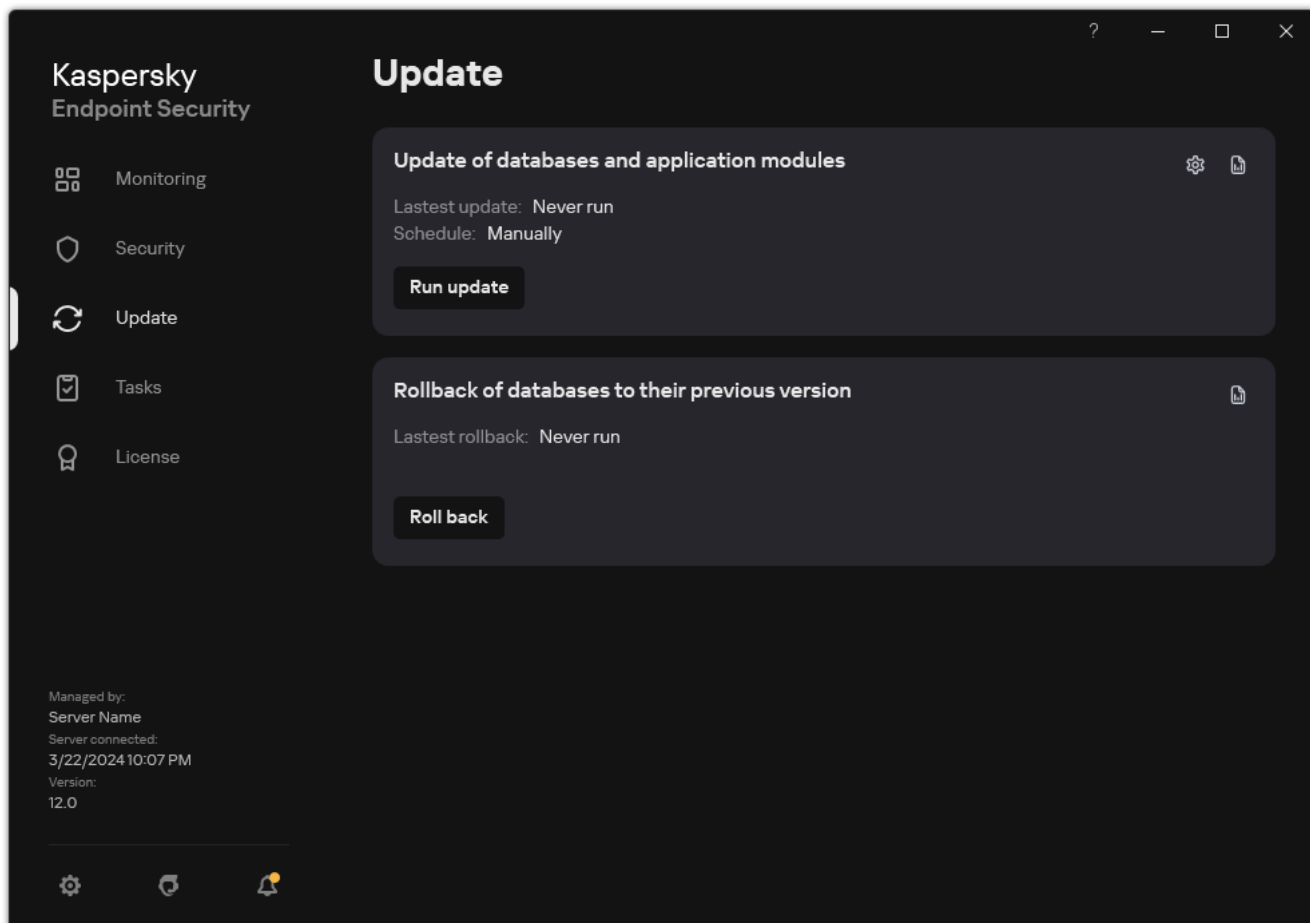 ?
Kaspersky
Endpoint Security
Monitoring
Security
Update
Tasks
License
Managed by:
Server Name
Server connected:
3/22/2024 10:07 PM
Version:
12.0
Update
Update of databases and application modules
Lastest update: Never run
Schedule: Manually
Run update
Rollback of databases to their previous version
Lastest rollback: Never run
Roll back